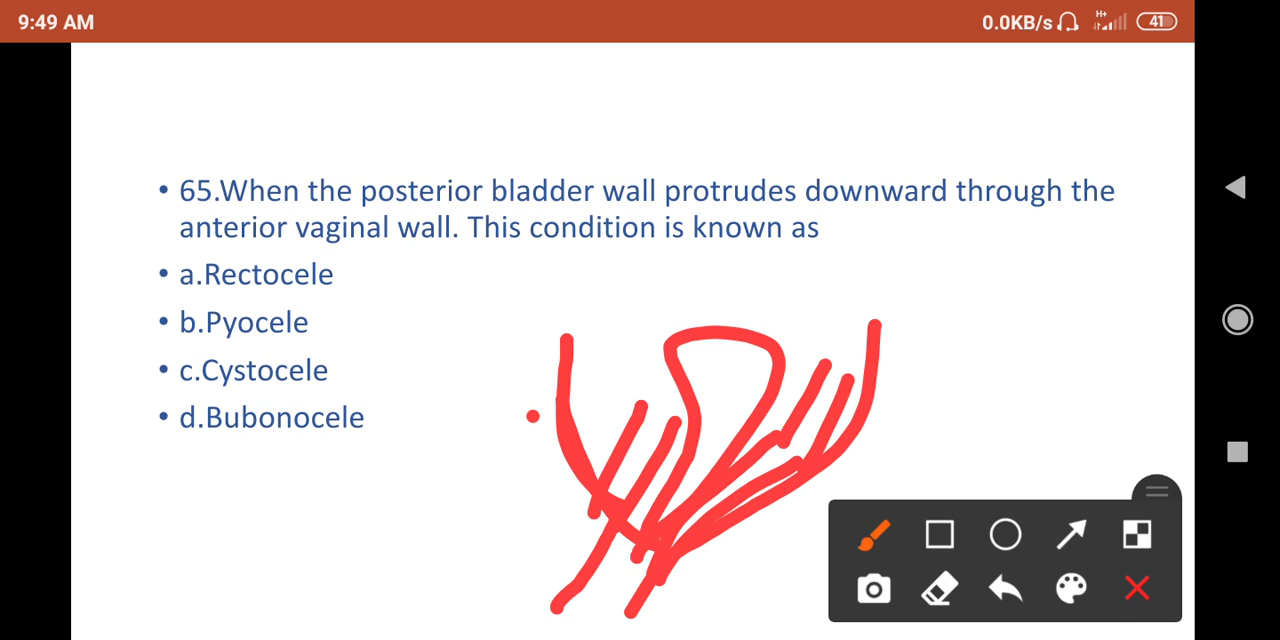 9:49 AM
0.0KB/s H+ 41
• 65.When the posterior bladder wall protrudes downward through the
anterior vaginal wall. This condition is known as
• a.Rectocele
• b.Pyocele
• c.Cystocele
• d.Bubonocele